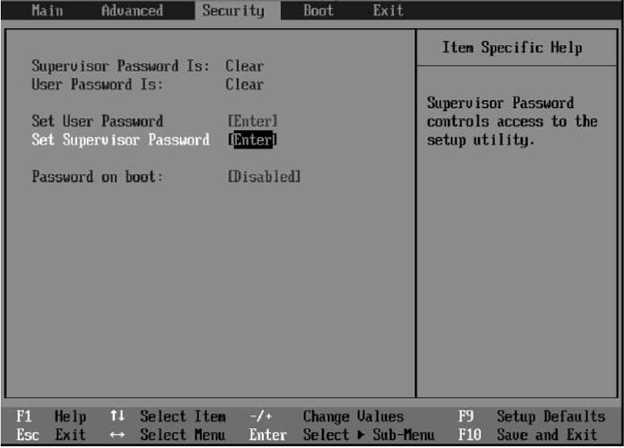 Main Advanced Security Boot Exit
Item Specific Help
Supervisor Password Is: Clear
User Password Is: Clear
Supervisor Password
controls access to the
setup utility.
Set User Password [Enter]
Set Supervisor Password [Enter]
Password on boot: [Disabled]
F1 Help ↑↓ Select Item -/+ Change Values F9 Setup Defaults
Esc Exit ↔ Select Menu Enter Select ▶ Sub-Menu F10 Save and Exit